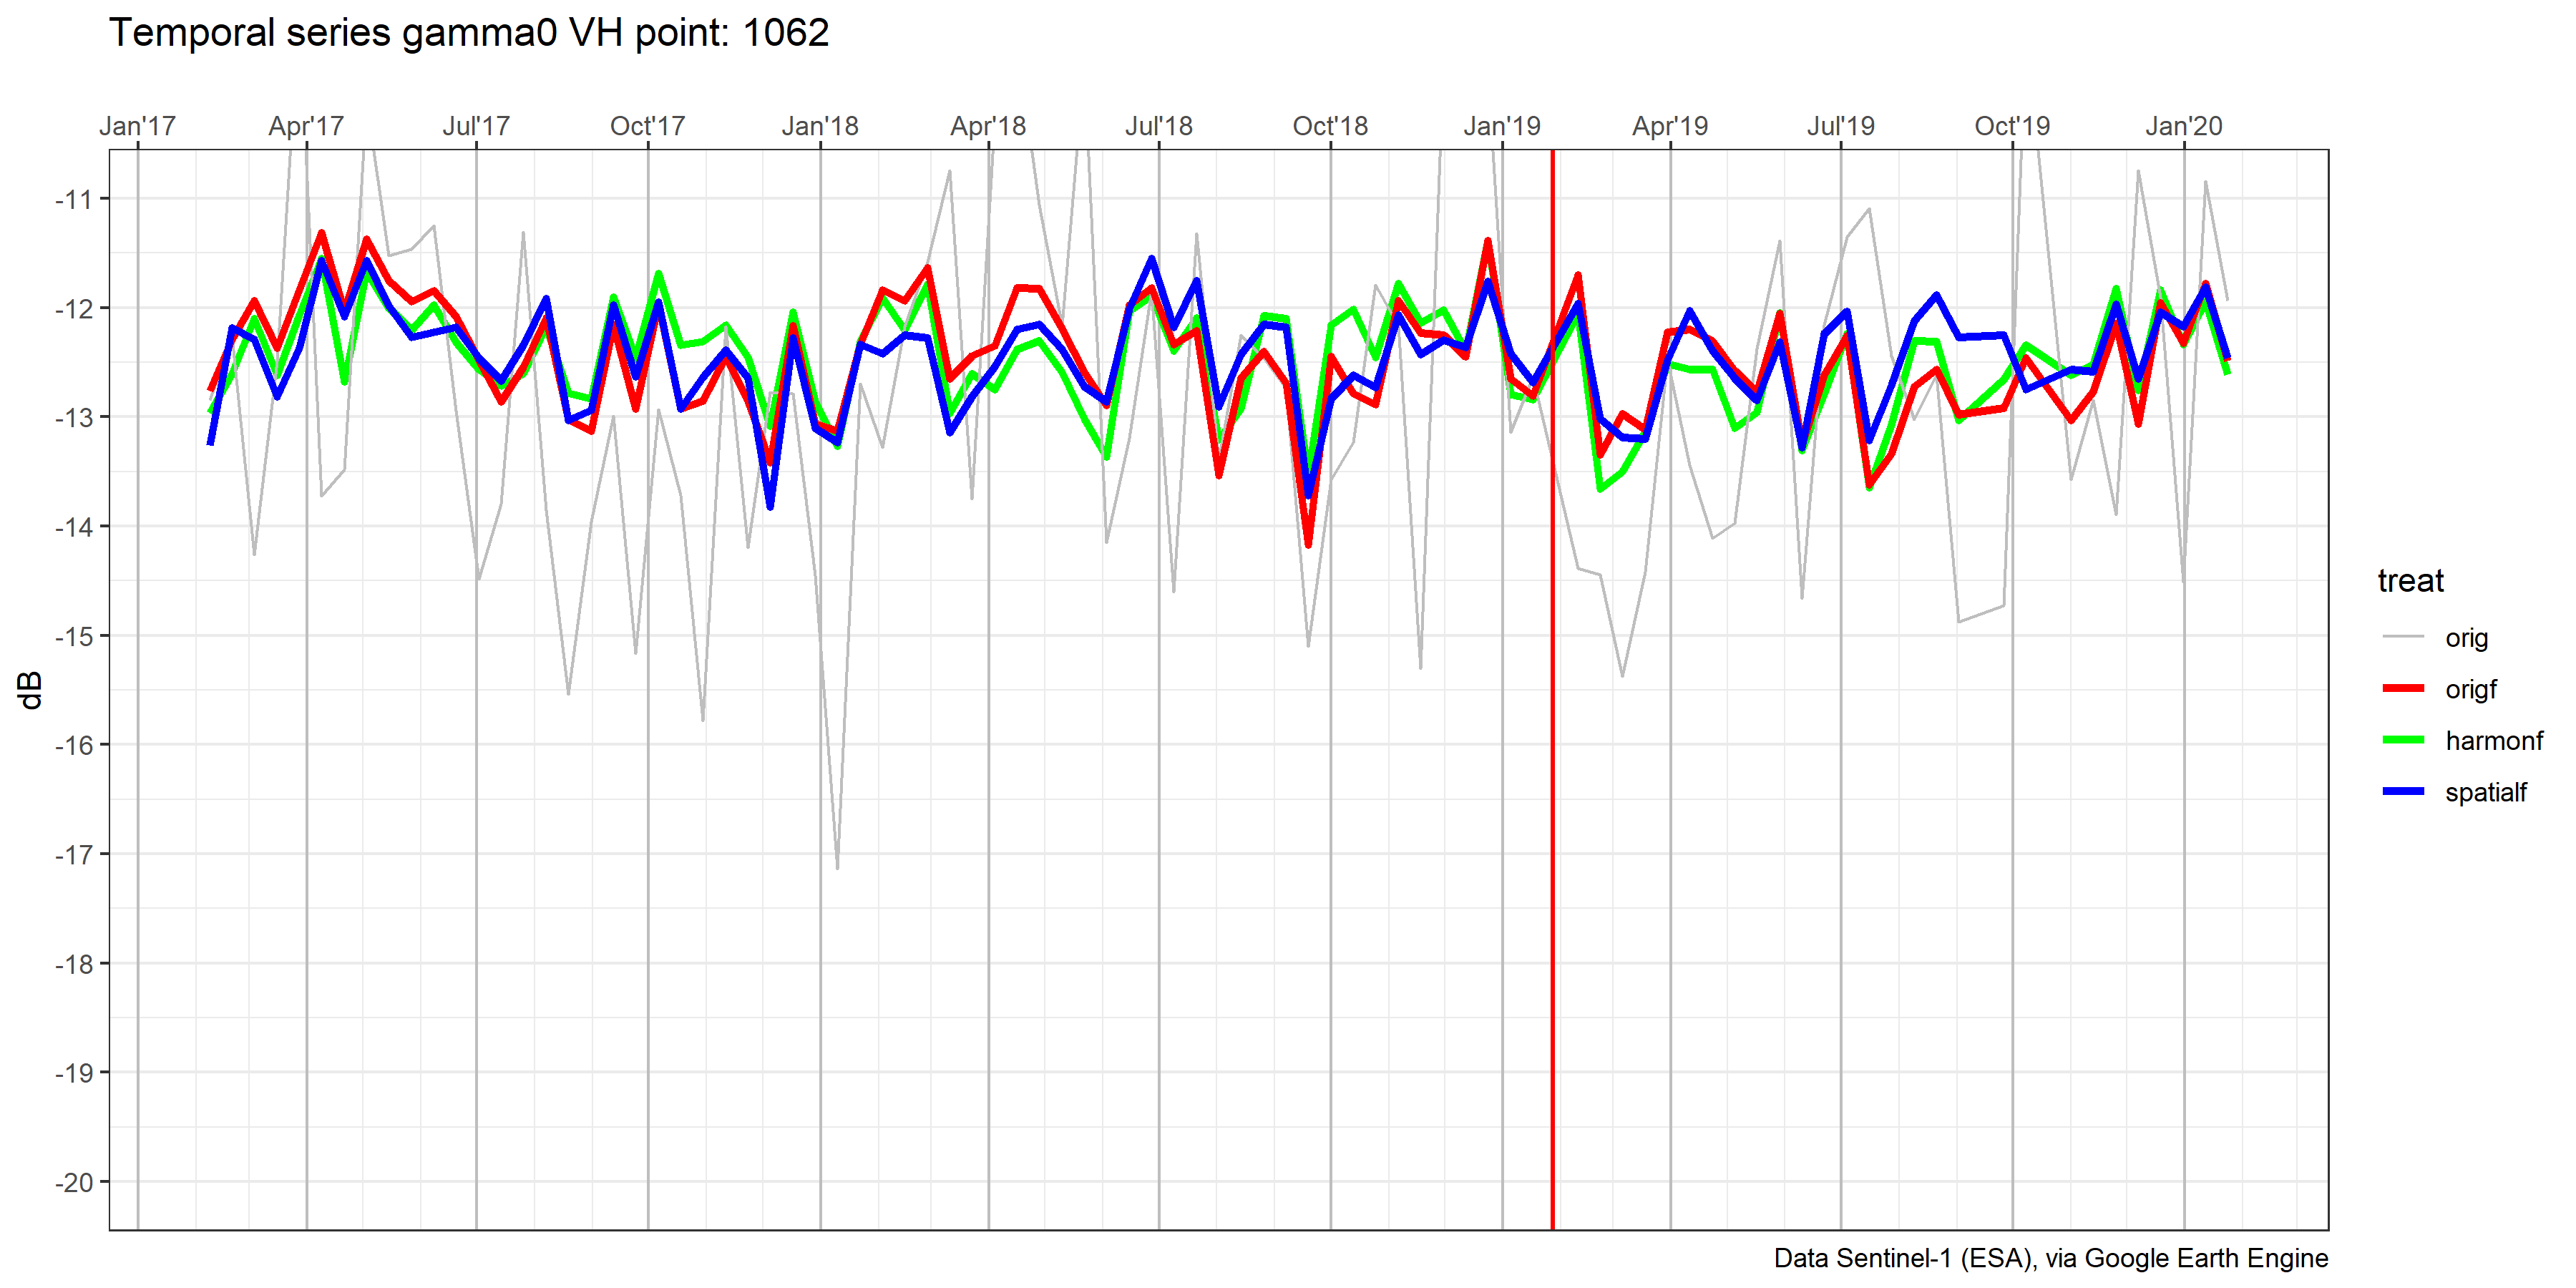 Temporal series gamma0 VH point: 1062
Jan'17 Apr'17 Jul'17 Oct'17 Jan'18 Apr'18 Jul'18 Oct'18 Jan'19 Apr'19 Jul'19 Oct'19 Jan'20
-11
-12
-13
-14
-15
-16
-17
-18
-19
-20
dB
treat
orig
origf
harmonf
spatialf
Data Sentinel-1 (ESA), via Google Earth Engine